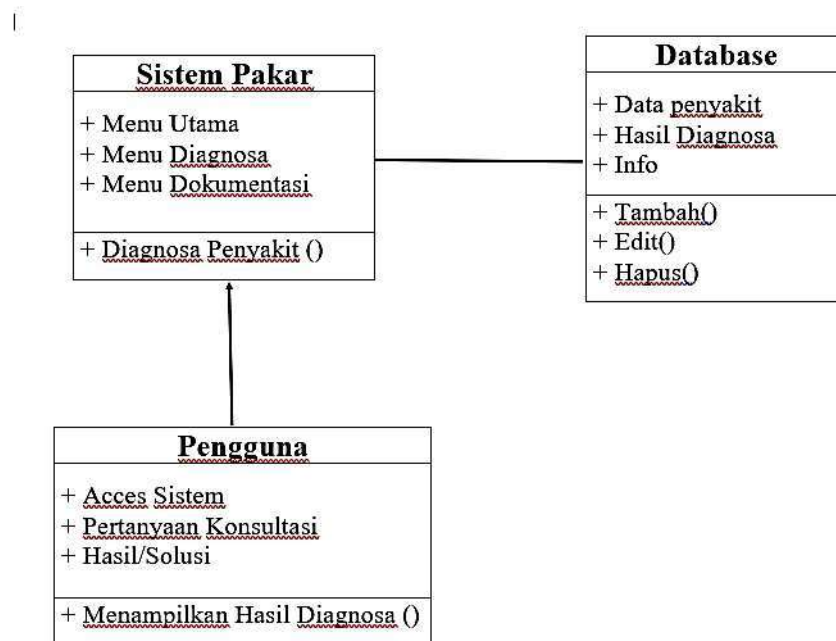 Sistem Pakar
+ Menu Utama
+ Menu Diagnosa
+ Menu Dokumentasi
+ Diagnosa Penyakit ()
Database
+ Data penyakit
+ Hasil Diagnosa
+ Info
+ Tambah()
+ Edit()
+ Hapus()
Pengguna
+ Acces Sistem
+ Pertanyaan Konsultasi
+ Hasil/Solusi
+ Menampilkan Hasil Diagnosa ()